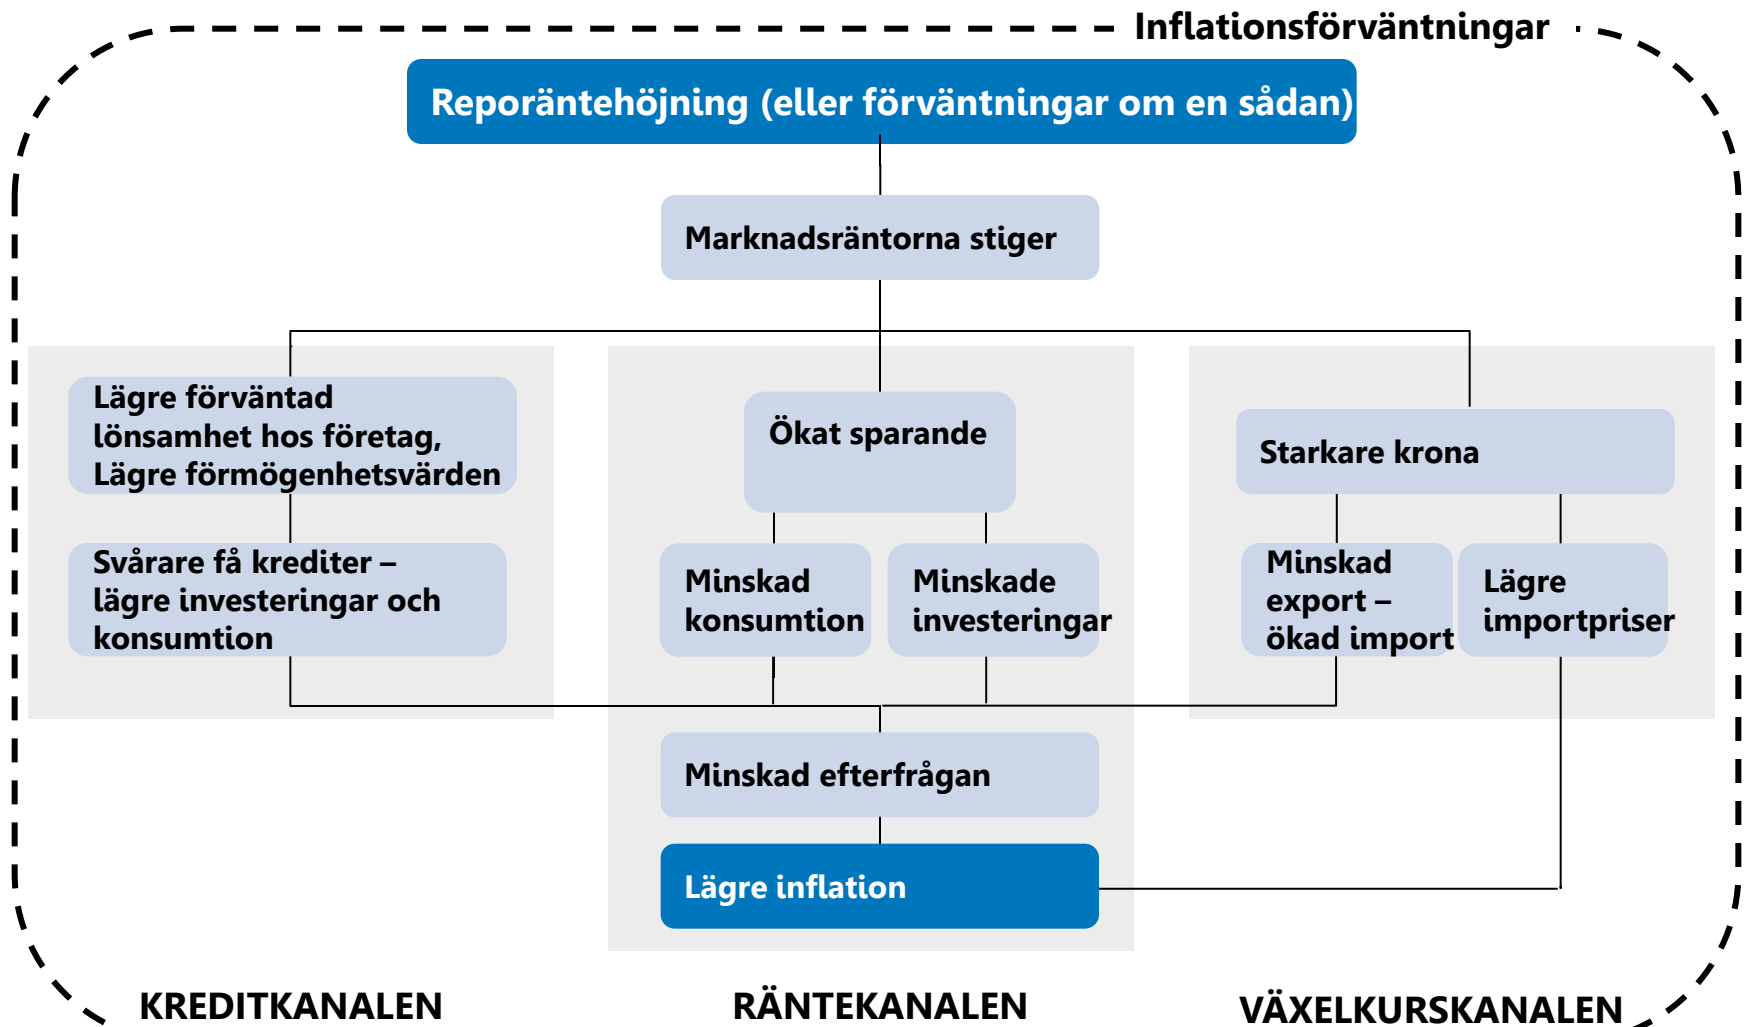 Inflationsförväntningar
Reporäntehöjning (eller förväntningar om en sådan)
Marknadsräntorna stiger
Lägre förväntad
lönsamhet hos företag,
Lägre förmögenhetsvärden
Svårare få krediter –
lägre investeringar och
konsumtion
Ökat sparande
Minskad
konsumtion
Minskade
investeringar
Starkare krona
Minskad
export –
ökad import
Lägre
importpriser
Minskad efterfrågan
Lägre inflation
KREDITKANALEN
RÄNTEKANALEN
VÄXELKURSKANALEN